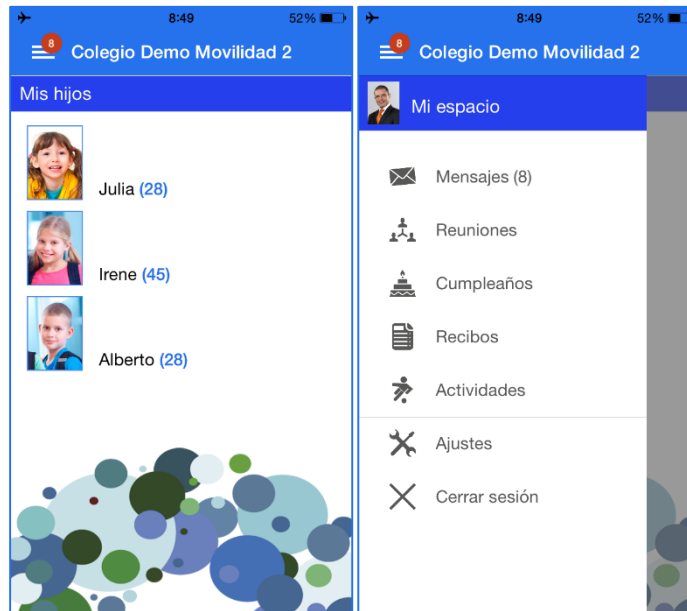 8:49
52%
8
Colegio Demo Movilidad 2
Mis hijos
Julia (28)
Irene (45)
Alberto (28)
8:49
52%
8
Colegio Demo Movilidad 2
Mi espacio
Mensajes (8)
Reuniones
Cumpleaños
Recibos
Actividades
Ajustes
Cerrar sesión